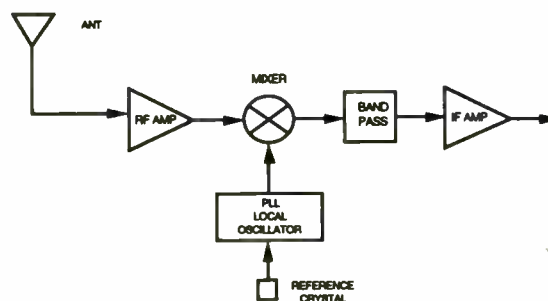 ANT
MIXER
RF AMP
BAND
PASS
IF AMP
PLL
LOCAL
OSCILLATOR
REFERENCE
CRYSTAL